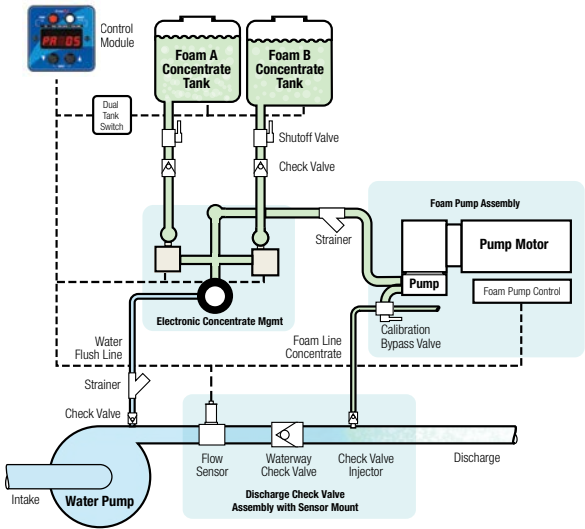 Control
Module
PA 05
Foam A
Concentrate
Tank
Foam B
Concentrate
Tank
Dual
Tank
Switch
Shutoff Valve
Check Valve
Strainer
Foam Pump Assembly
Pump Motor
Pump
Foam Pump Control
Calibration
Bypass Valve
Electronic Concentrate Mgmt
Water
Flush Line
Foam Line
Concentrate
Strainer
Check Valve
Flow
Sensor
Waterway
Check Valve
Check Valve
Injector
Discharge
Intake
Water Pump
Discharge Check Valve
Assembly with Sensor Mount